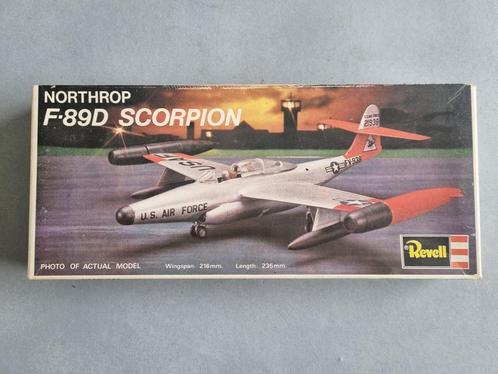 NORTHROP
F-89D SCORPION
U.S. AIR FORCE
PHOTO OF ACTUAL MODEL Wingspan: 216mm. Length: 235mm.
Revell